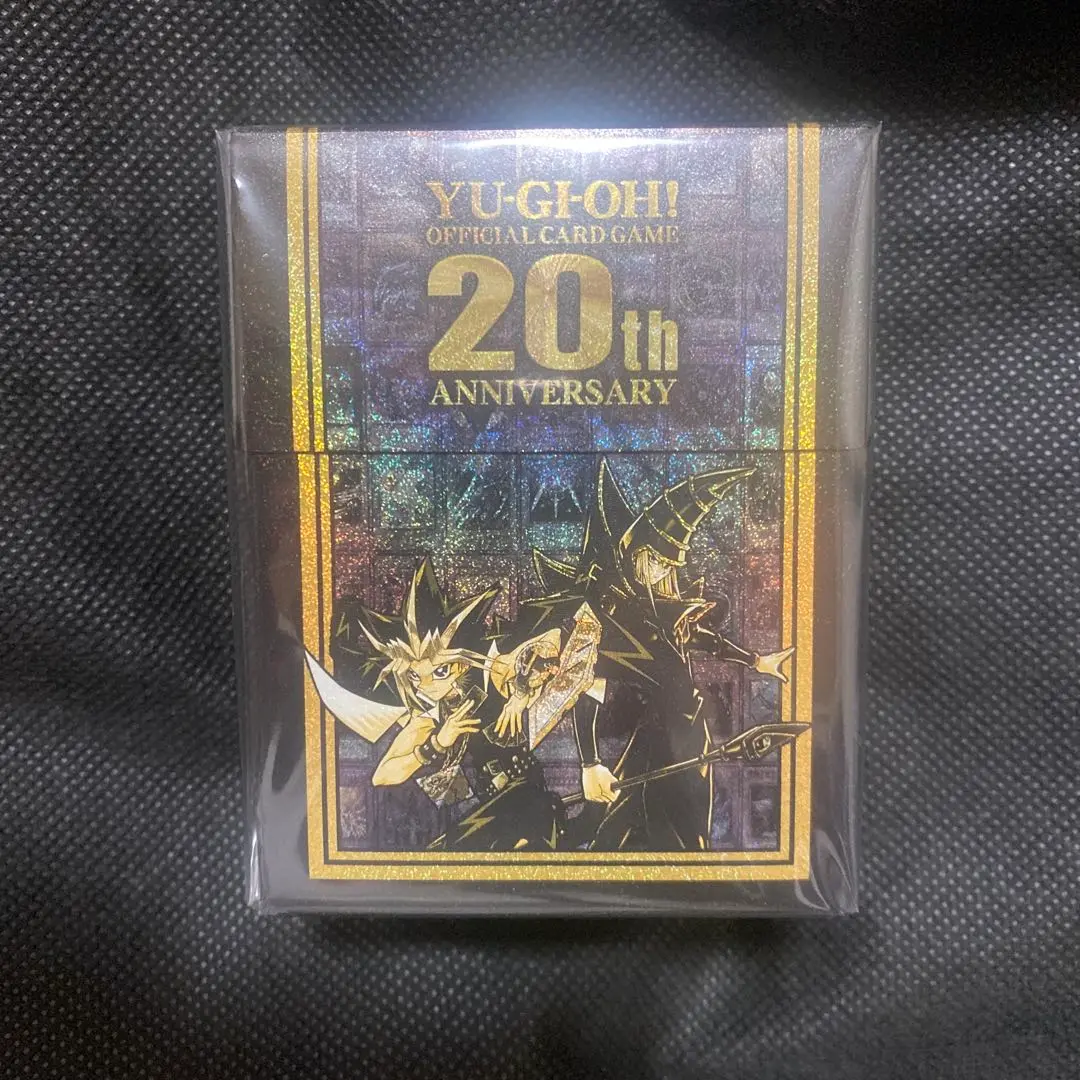 YU-GI-OH!
OFFICIAL CARD GAME
20th
ANNIVERSARY